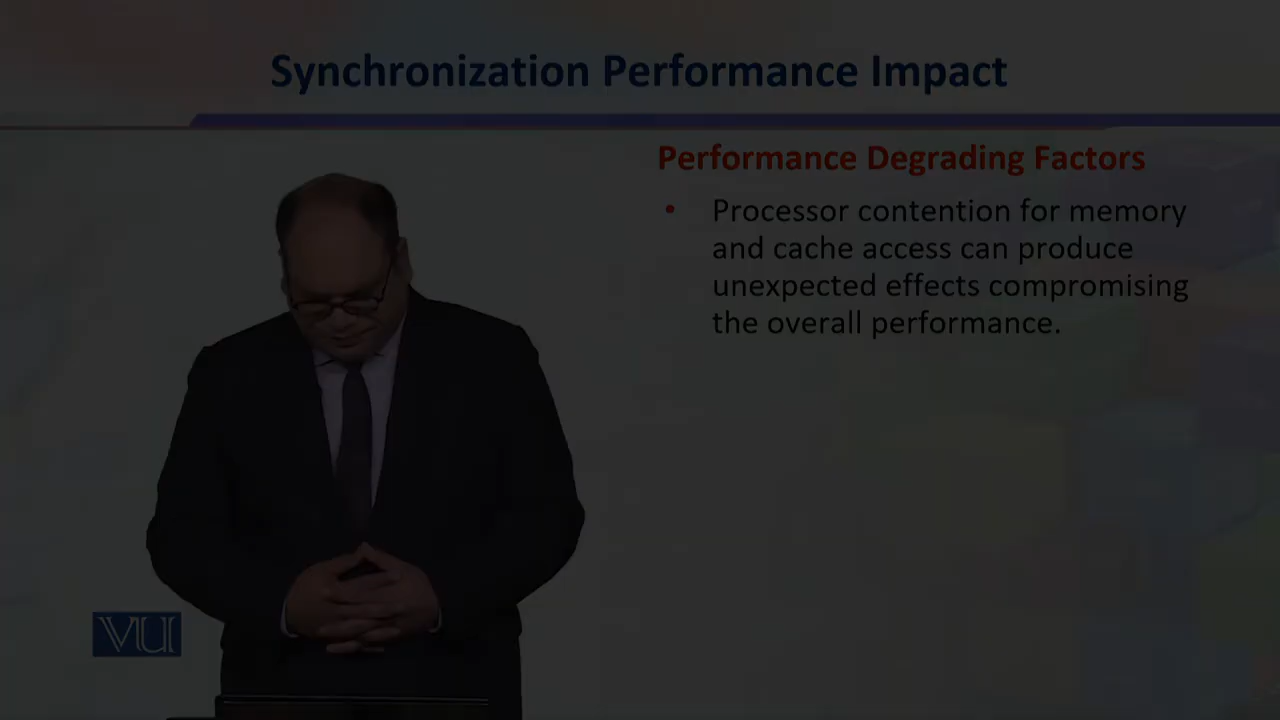 Synchronization Performance Impact
Performance Degrading Factors
• Processor contention for memory
and cache access can produce
unexpected effects compromising
the overall performance.
VU